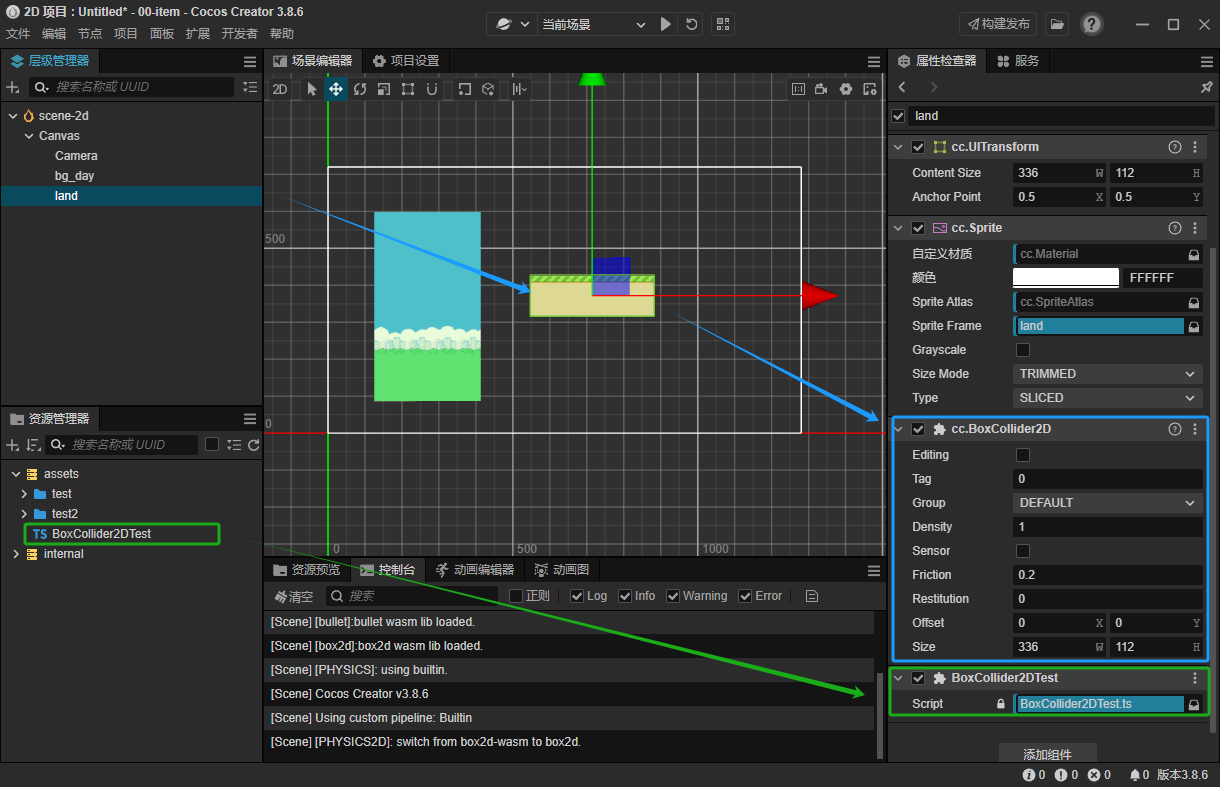 2D 项目 : Untitled* - 00-item - Cocos Creator 3.8.6
文件 编辑 节点 项目 面板 扩展 开发者 帮助
当前场景
构建发布
层级管理器
搜索名称或 UUID
scene-2d
Canvas
Camera
bg_day
land
资源管理器
搜索名称或 UUID
assets
test
test2
TS BoxCollider2DTest
internal
场景编辑器 项目设置
2D
500
0
0 500 1000
资源预览 控制台 动画编辑器 动画图
清空 搜索 正则 Log Info Warning Error
[Scene] [bullet]:bullet wasm lib loaded.
[Scene] [box2d]:box2d wasm lib loaded.
[Scene] [PHYSICS]: using builtin.
[Scene] Cocos Creator v3.8.6
[Scene] Using custom pipeline: Builtin
[Scene] [PHYSICS2D]: switch from box2d-wasm to box2d.
属性检查器 服务
land
cc.UITransform
Content Size 336 W 112 H
Anchor Point 0.5 X 0.5 Y
cc.Sprite
自定义材质 cc.Material
颜色 FFFFFF
Sprite Atlas cc.SpriteAtlas
Sprite Frame land
Grayscale
Size Mode TRIMMED
Type SLICED
cc.BoxCollider2D
Editing
Tag 0
Group DEFAULT
Density 1
Sensor
Friction 0.2
Restitution 0
Offset 0 X 0 Y
Size 336 W 112 H
BoxCollider2DTest
Script BoxCollider2DTest.ts
添加组件
0 0 0 0 版本3.8.6